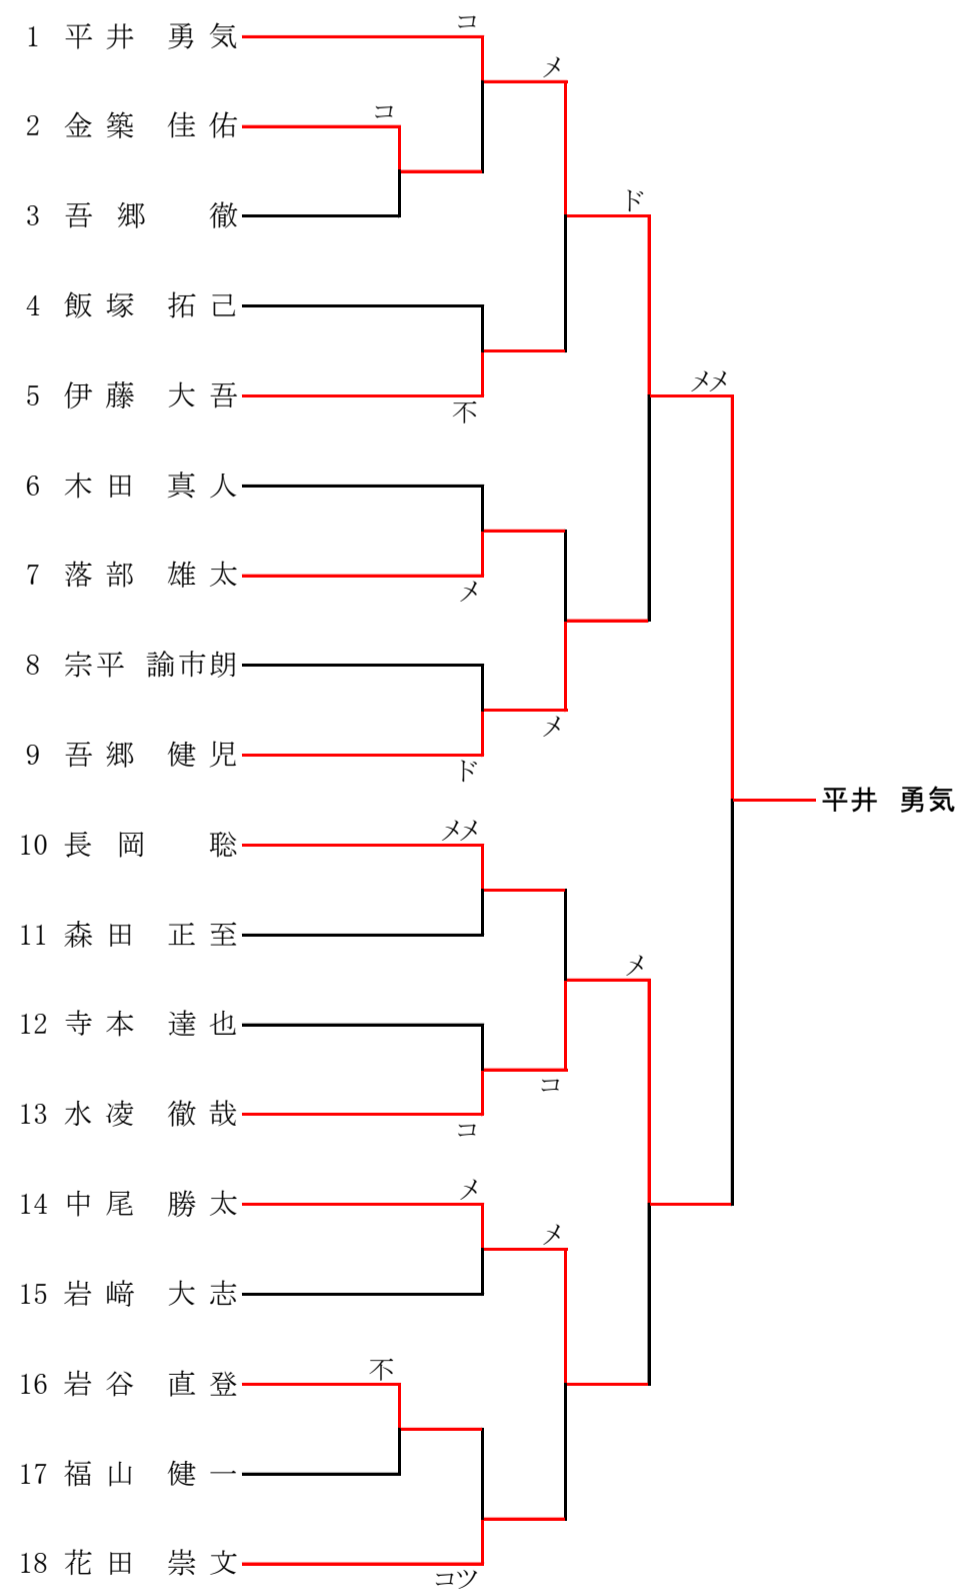 コ
1 平井 勇気
メ
コ
2 金築 佳佑
ド
3 吾郷 徹
4 飯塚 拓己
メメ
5 伊藤 大吾
不
6 木田 真人
7 落部 雄太
メ
8 宗平 諭市朗
メ
9 吾郷 健児
ド
平井 勇気
メメ
10 長岡 聡
11 森田 正至
メ
12 寺本 達也
コ
13 水凌 徹哉
コ
メ
14 中尾 勝太
メ
15 岩﨑 大志
不
16 岩谷 直登
17 福山 健一
18 花田 崇文
コツ